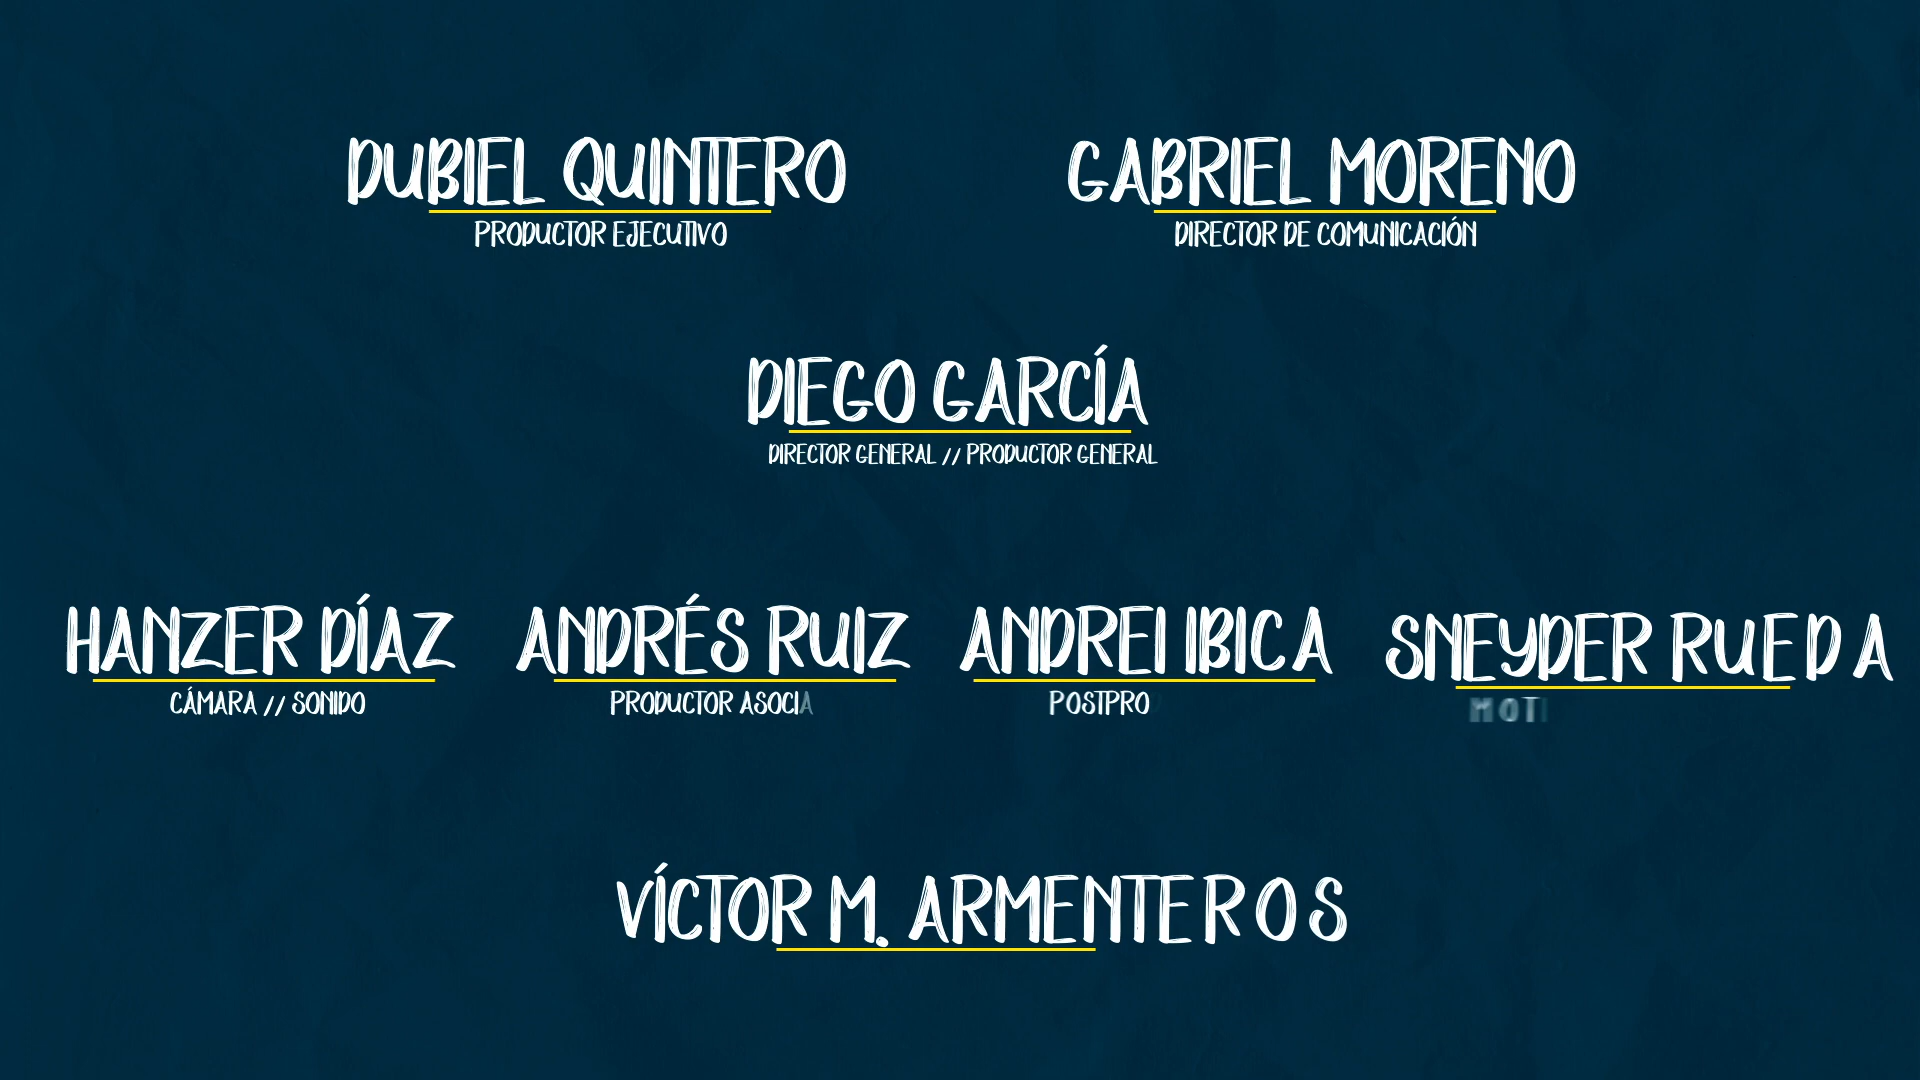 DUBIEL QUINTERO
PRODUCTOR EJECUTIVO
GABRIEL MORENO
DIRECTOR DE COMUNICACIÓN
DIEGO GARCÍA
DIRECTOR GENERAL // PRODUCTOR GENERAL
HANZER DÍAZ
CÁMARA // SONIDO
ANDRÉS RUIZ
PRODUCTOR ASOCIA
ANDREI IBICA
POSTPRO
SNEYDER RUEDA
MOTI
VÍCTOR M. ARMENTEROS